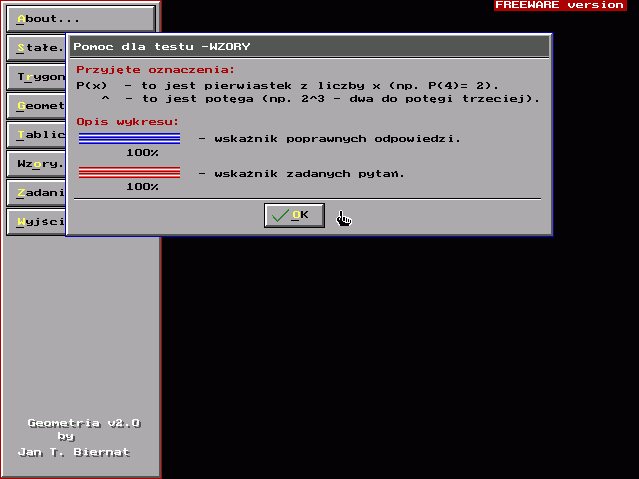 FREEWARE version
About...
Stałe.
Trygon
Geomet
Tablic
Wzory.
Zadani
Wyjści
Pomoc dla testu -WZORY
Przyjęte oznaczenia:
P(x) - to jest pierwiastek z liczby x (np. P(4)= 2).
^ - to jest potęga (np. 2^3 - dwa do potęgi trzeciej).
Opis wykresu:
- wskaźnik poprawnych odpowiedzi.
100%
- wskaźnik zadanych pytań.
100%
OK
Geometria v2.0
by
Jan T. Biernat